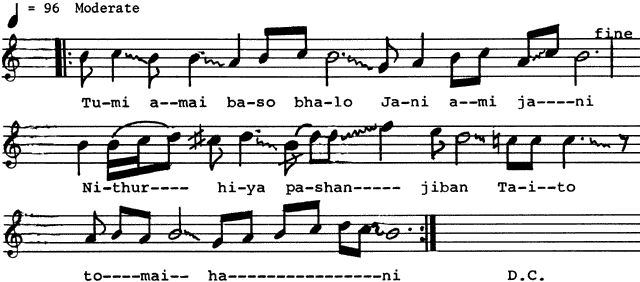 = 96 Moderate
fine
Tu-mi a--mai ba-so bha-lo Ja-ni a--mi ja----ni
Ni-thur---- hi-ya pa-shan----- jiban Ta-i--to
to----mai-- ha----------------ni D.C.